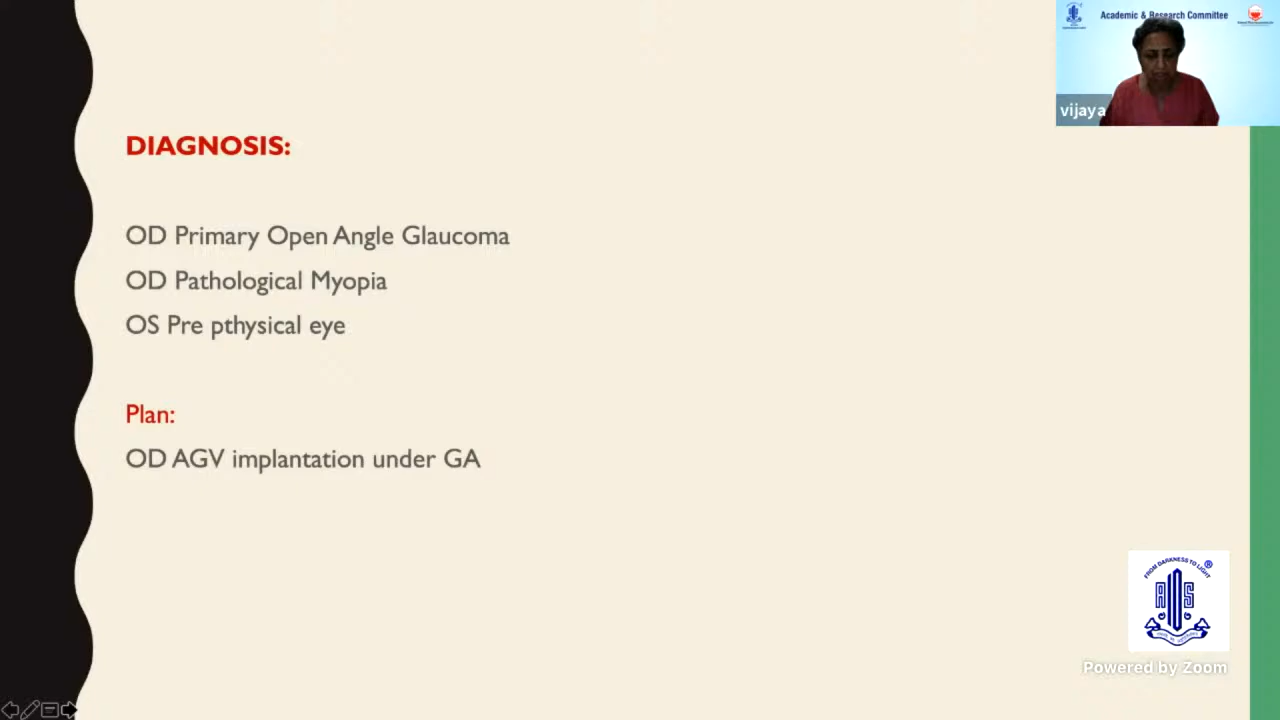 Academic & Research Committee
vijaya
DIAGNOSIS:
OD Primary Open Angle Glaucoma
OD Pathological Myopia
OS Pre pthysical eye
Plan:
OD AGV implantation under GA
FROM DARKNESS TO LIGHT
®
AIOS
Powered by Zoom